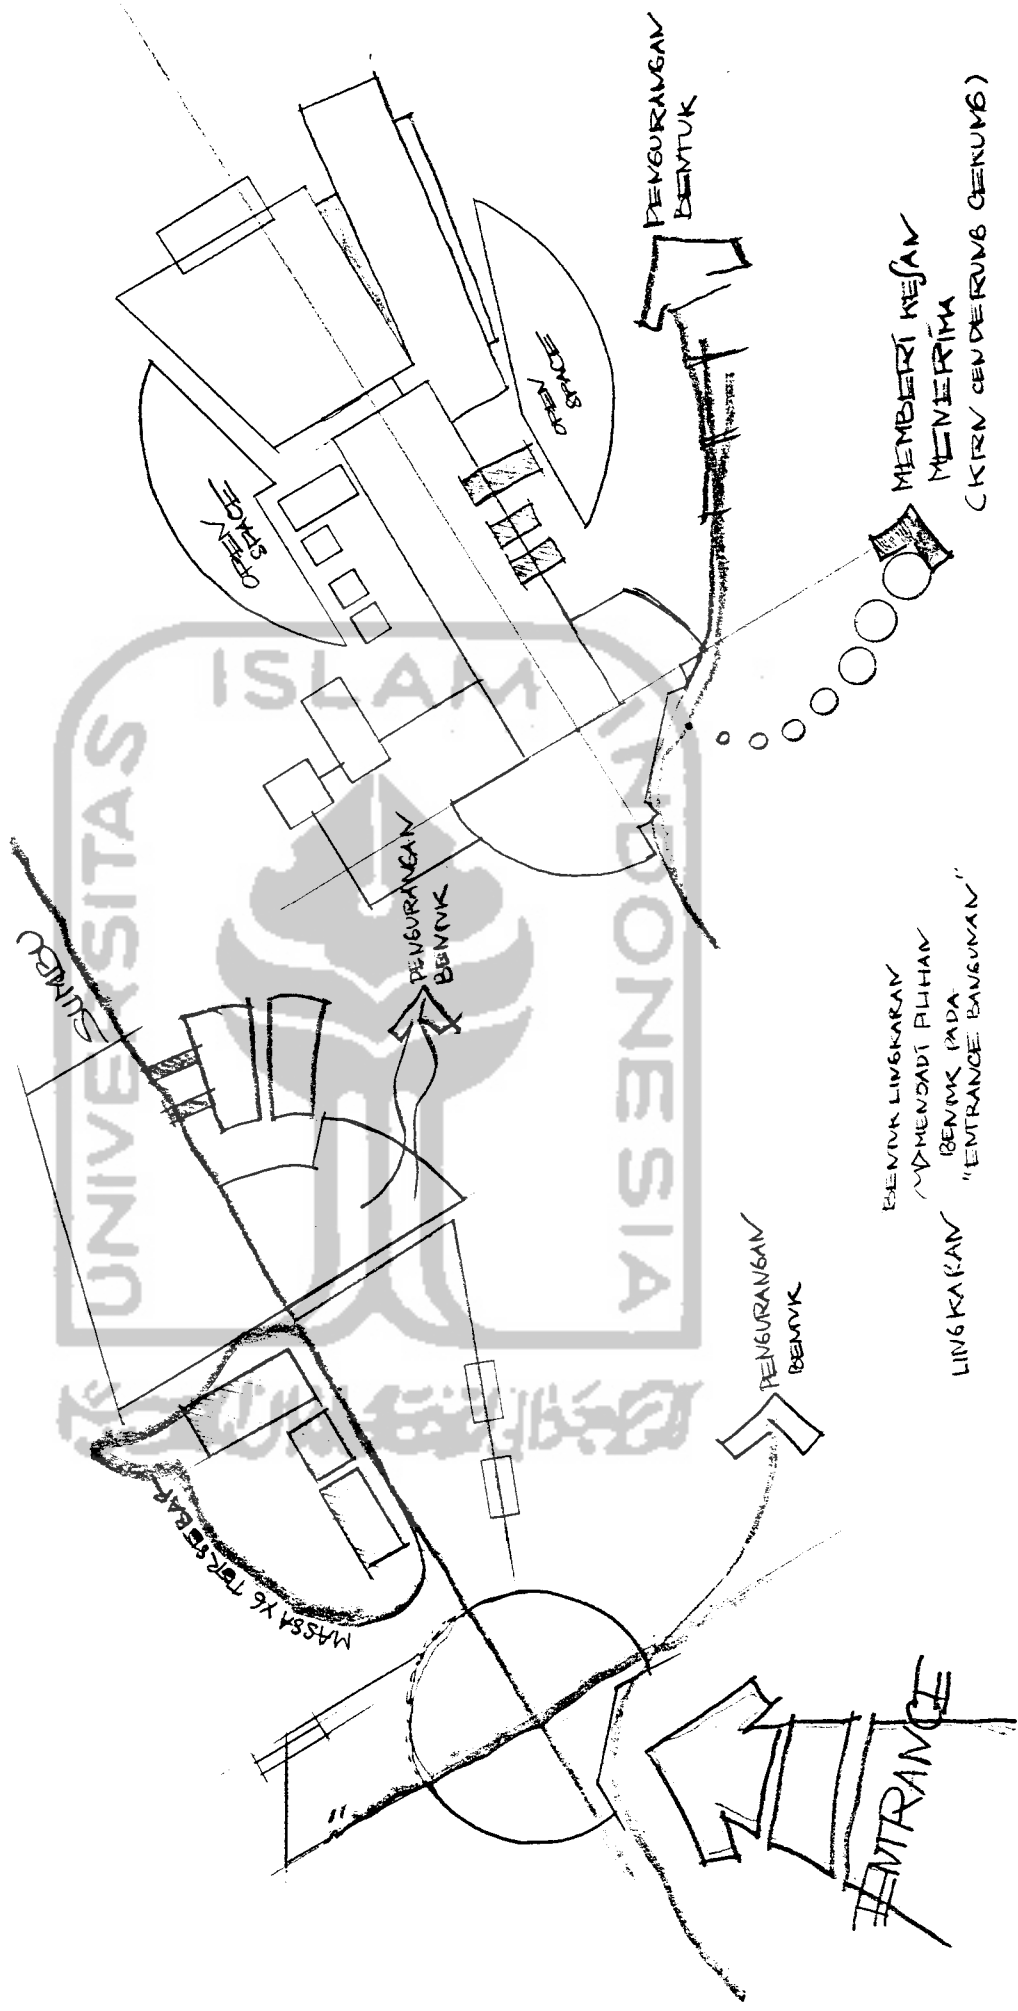 SUMBU
MASSA YG TERSEBAR
PENGURANGAN
BENTUK
PENGURANGAN
BENTUK
ENTRANCE
LINGKARAN
BENTUK LINGKARAN
MENJADI PILIHAN
BENTUK PADA
"ENTRANCE BANGUNAN"
OPEN
SPACE
OPEN
SPACE
PENGURANGAN
BENTUK
MEMBERI KESAN
MENERIMA
(KRN CENDERUNG CEKUNG)
UNIVERSITAS
ISLAM
INDONESIA